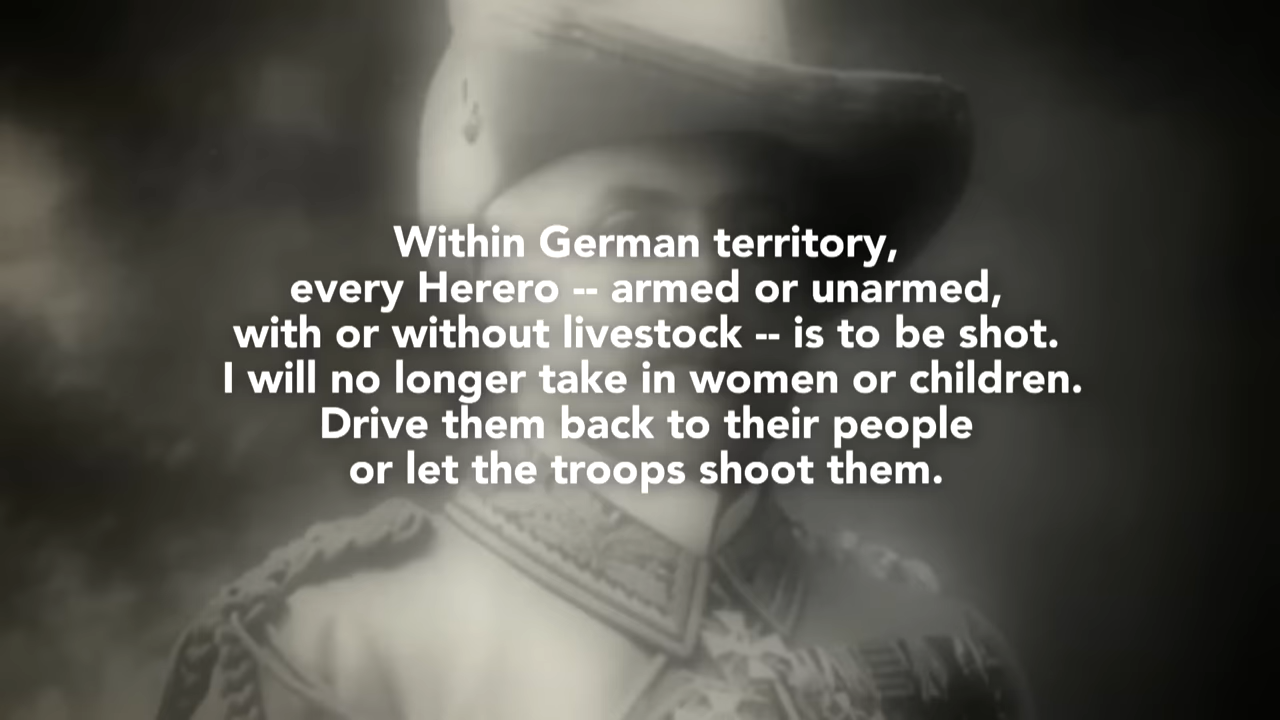 Within German territory,
every Herero -- armed or unarmed,
with or without livestock -- is to be shot.
I will no longer take in women or children.
Drive them back to their people
or let the troops shoot them.